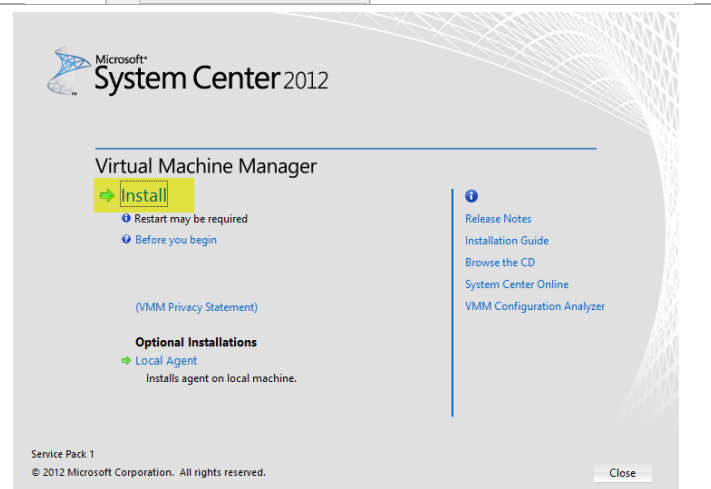 Microsoft®
System Center 2012
TM
Virtual Machine Manager
Install
Restart may be required
Before you begin
(VMM Privacy Statement)
Optional Installations
Local Agent
Installs agent on local machine.
Release Notes
Installation Guide
Browse the CD
System Center Online
VMM Configuration Analyzer
Service Pack 1
© 2012 Microsoft Corporation. All rights reserved.
Close